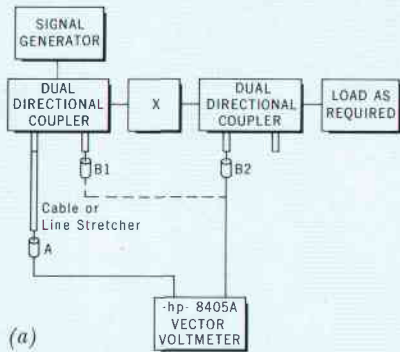 SIGNAL
GENERATOR
DUAL
DIRECTIONAL
COUPLER
X
DUAL
DIRECTIONAL
COUPLER
LOAD AS
REQUIRED
B1
B2
Cable or
Line Stretcher
A
-hp- 8405A
VECTOR
VOLTMETER
(a)